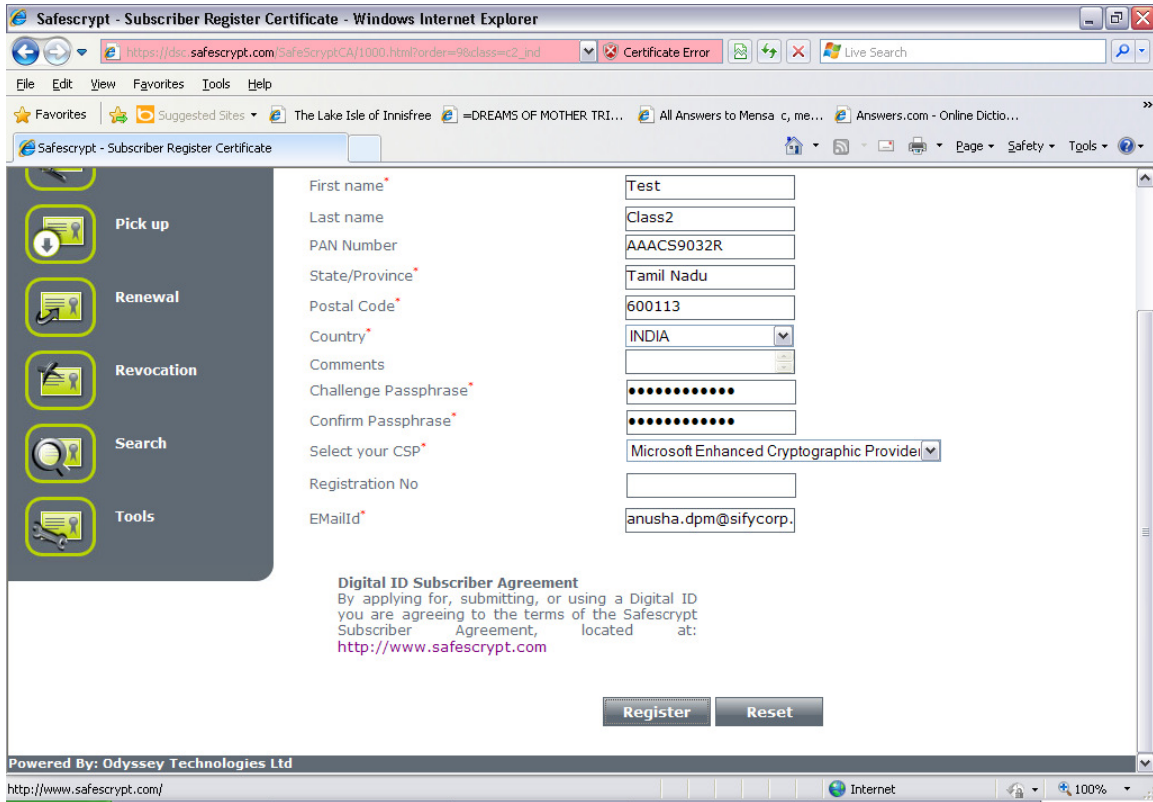 Safescrypt - Subscriber Register Certificate - Windows Internet Explorer
https://dsc.safescrypt.com/SafeScryptCA/1000.html?order=9&class=c2_ind
Certificate Error
Live Search
File Edit View Favorites Tools Help
Favorites Suggested Sites The Lake Isle of Innisfree =DREAMS OF MOTHER TRI... All Answers to Mensa c, me... Answers.com - Online Dictio... »
Safescrypt - Subscriber Register Certificate
Page Safety Tools
Pick up
Renewal
Revocation
Search
Tools
First name* Test
Last name Class2
PAN Number AAACS9032R
State/Province* Tamil Nadu
Postal Code* 600113
Country* INDIA
Comments
Challenge Passphrase* ●●●●●●●●●●●●
Confirm Passphrase* ●●●●●●●●●●●●
Select your CSP* Microsoft Enhanced Cryptographic Provider
Registration No
EMailId* anusha.dpm@sifycorp.
Digital ID Subscriber Agreement
By applying for, submitting, or using a Digital ID
you are agreeing to the terms of the Safescrypt
Subscriber Agreement, located at:
http://www.safescrypt.com
Register Reset
Powered By: Odyssey Technologies Ltd
http://www.safescrypt.com/
Internet
100%